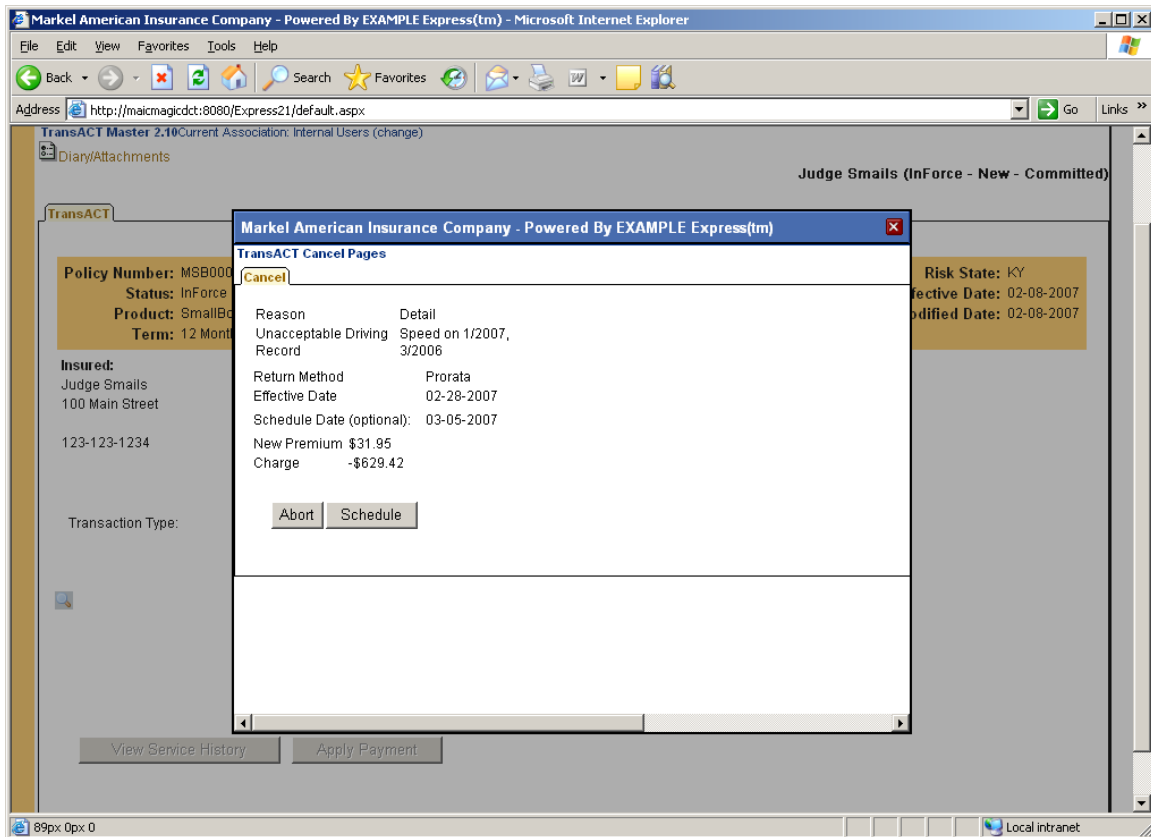 Markel American Insurance Company - Powered By EXAMPLE Express(tm) - Microsoft Internet Explorer
File Edit View Favorites Tools Help
Back Search Favorites
Address http://maicmagicdct:8080/Express21/default.aspx Go Links »
TransACT Master 2.10Current Association: Internal Users (change)
Diary/Attachments
Judge Smails (InForce - New - Committed)
TransACT
Policy Number: MSB000
Status: InForce
Product: SmallBo
Term: 12 Month
Risk State: KY
fective Date: 02-08-2007
odified Date: 02-08-2007
Insured:
Judge Smails
100 Main Street
123-123-1234
Transaction Type:
Markel American Insurance Company - Powered By EXAMPLE Express(tm)
TransACT Cancel Pages
Cancel
Reason Detail
Unacceptable Driving Speed on 1/2007,
Record 3/2006
Return Method Prorata
Effective Date 02-28-2007
Schedule Date (optional): 03-05-2007
New Premium $31.95
Charge -$629.42
Abort Schedule
View Service History Apply Payment
89px 0px 0 Local intranet